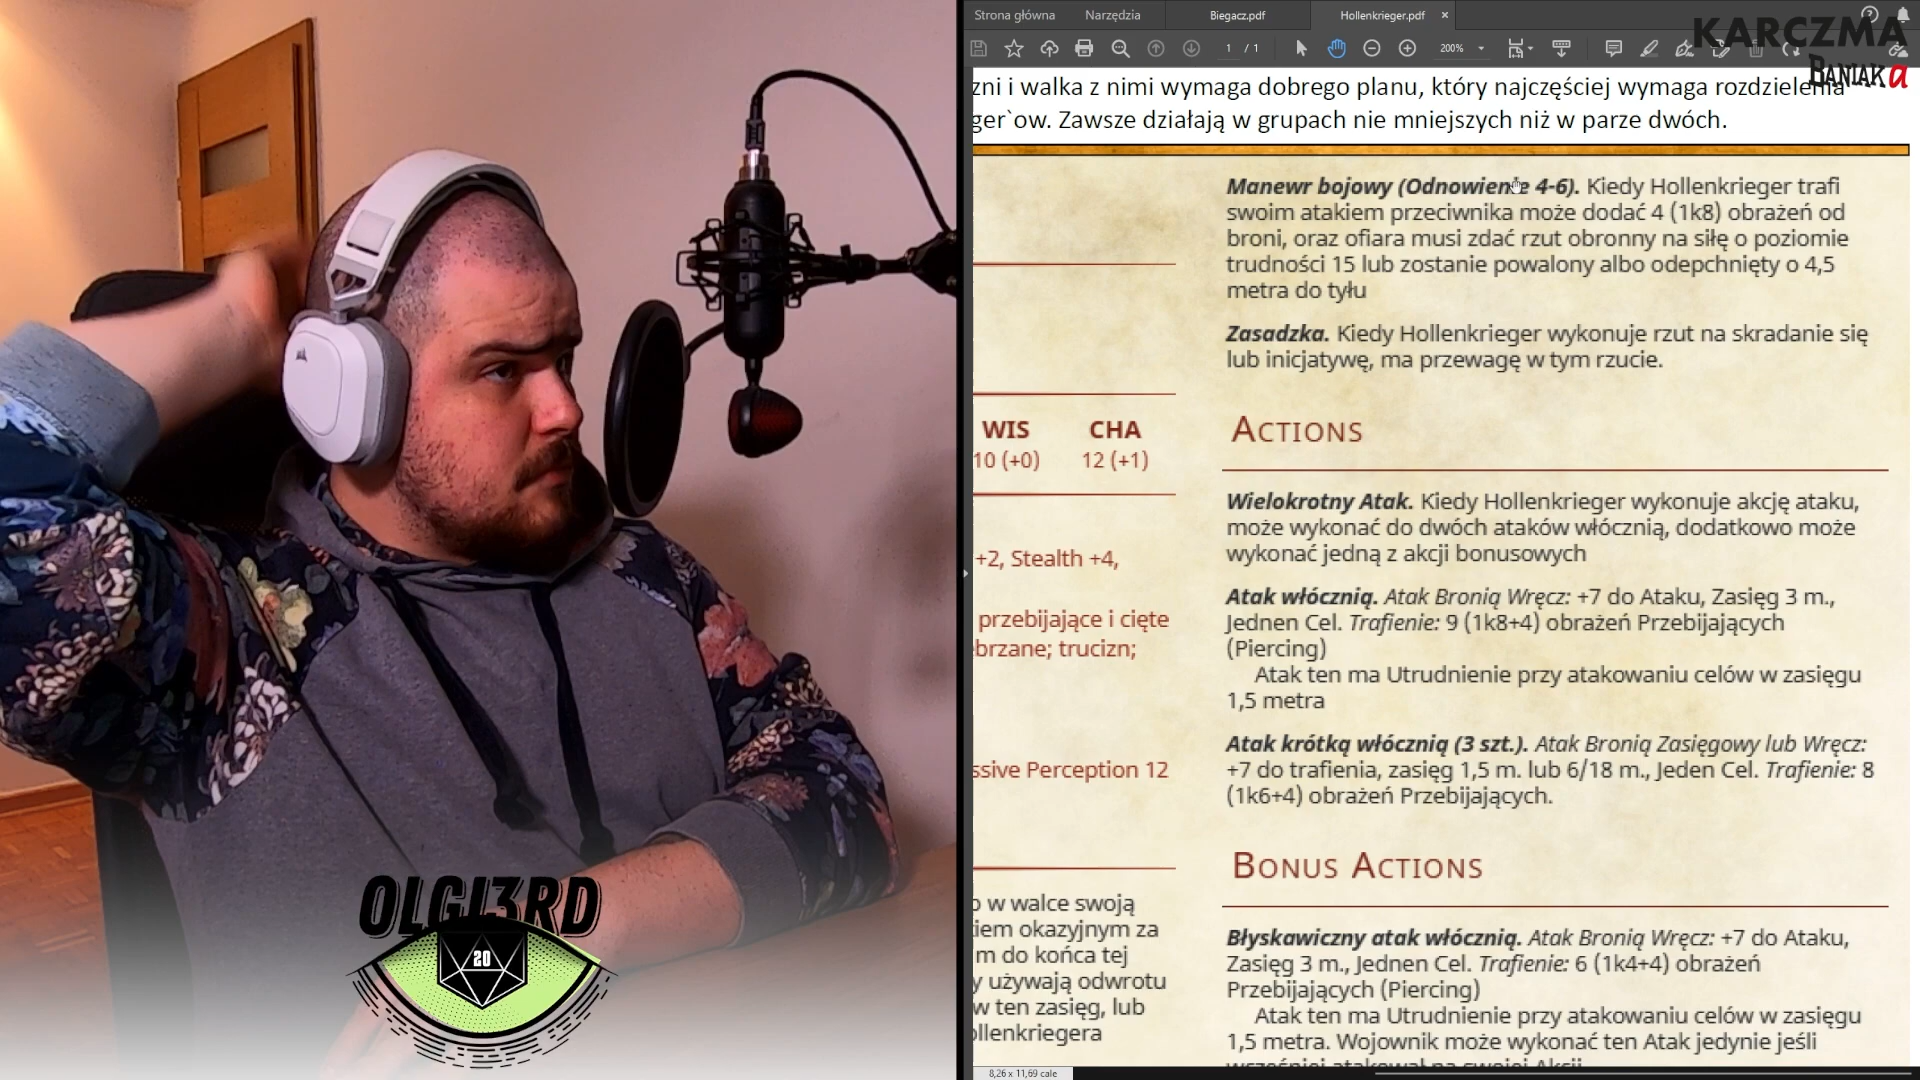 Strona główna
Narzędzia
Biegacz.pdf
Hollenkrieger.pdf
KARCZMA
BANIAKa
1 / 1
200%
zni i walka z nimi wymaga dobrego planu, który najczęściej wymaga rozdzielenia
ger`ow. Zawsze działają w grupach nie mniejszych niż w parze dwóch.
WIS
CHA
10 (+0)
12 (+1)
+2, Stealth +4,
przebijające i cięte
brzane; trucizn;
ssive Perception 12
o w walce swoją
iem okazyjnym za
m do końca tej
y używają odwrotu
w ten zasięg, lub
ollenkriegera
Manewr bojowy (Odnowienie 4-6). Kiedy Hollenkrieger trafi
swoim atakiem przeciwnika może dodać 4 (1k8) obrażeń od
broni, oraz ofiara musi zdać rzut obronny na siłę o poziomie
trudności 15 lub zostanie powalony albo odepchnięty o 4,5
metra do tyłu
Zasadzka. Kiedy Hollenkrieger wykonuje rzut na skradanie się
lub inicjatywę, ma przewagę w tym rzucie.
ACTIONS
Wielokrotny Atak. Kiedy Hollenkrieger wykonuje akcję ataku,
może wykonać do dwóch ataków włócznią, dodatkowo może
wykonać jedną z akcji bonusowych
Atak włócznią. Atak Bronią Wręcz: +7 do Ataku, Zasięg 3 m.,
Jednen Cel. Trafienie: 9 (1k8+4) obrażeń Przebijających
(Piercing)
Atak ten ma Utrudnienie przy atakowaniu celów w zasięgu
1,5 metra
Atak krótką włócznią (3 szt.). Atak Bronią Zasięgowy lub Wręcz:
+7 do trafienia, zasięg 1,5 m. lub 6/18 m., Jeden Cel. Trafienie: 8
(1k6+4) obrażeń Przebijających.
BONUS ACTIONS
Błyskawiczny atak włócznią. Atak Bronią Wręcz: +7 do Ataku,
Zasięg 3 m., Jednen Cel. Trafienie: 6 (1k4+4) obrażeń
Przebijających (Piercing)
Atak ten ma Utrudnienie przy atakowaniu celów w zasięgu
1,5 metra. Wojownik może wykonać ten Atak jedynie jeśli
wcześniej atakował na swojej Akcji
8,26 x 11,69 cale
OLGI3RD
20